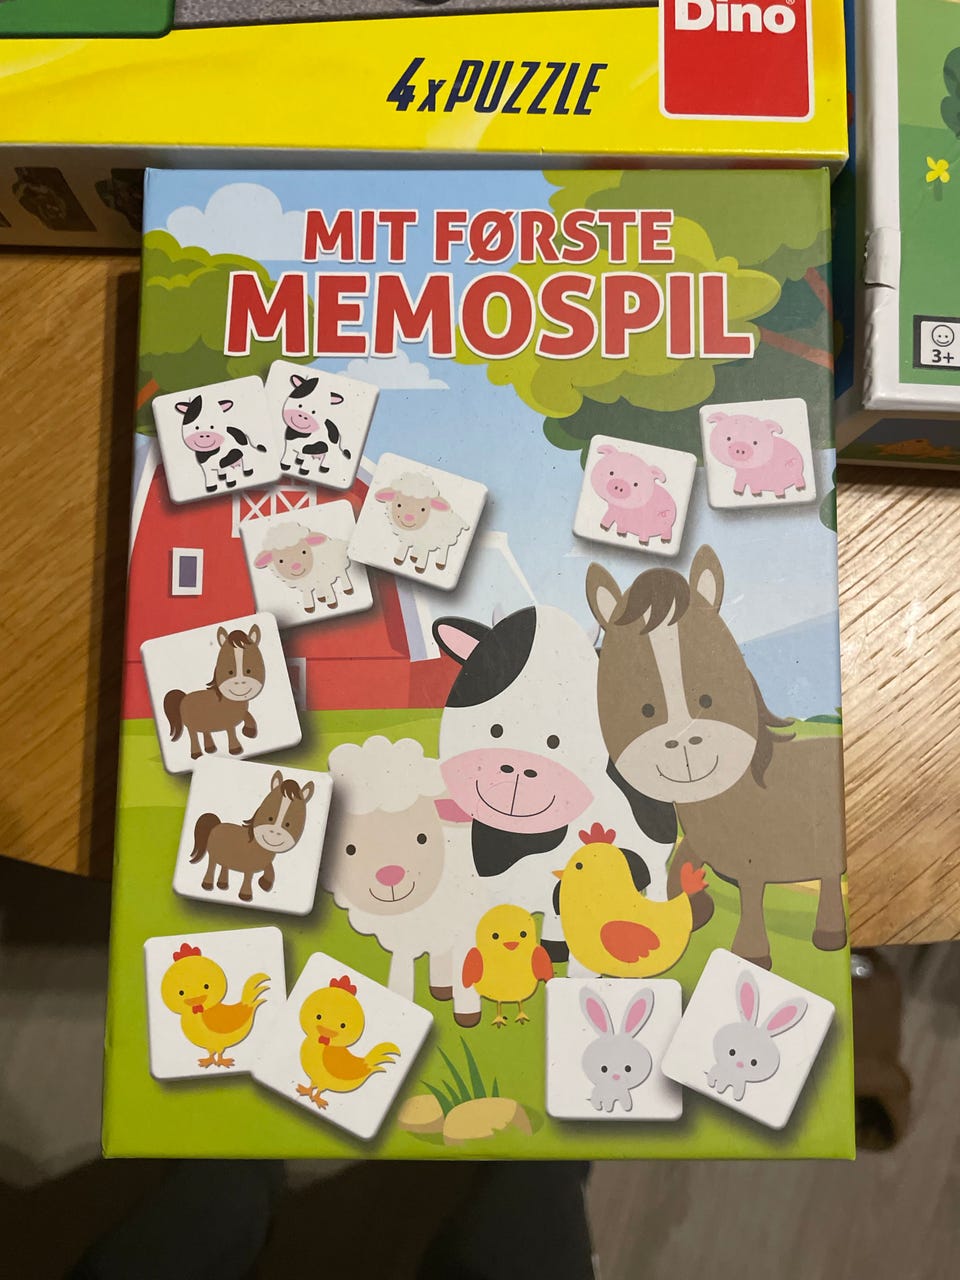 Dino
4xPUZZLE
MIT FØRSTE
MEMOSPIL
3+